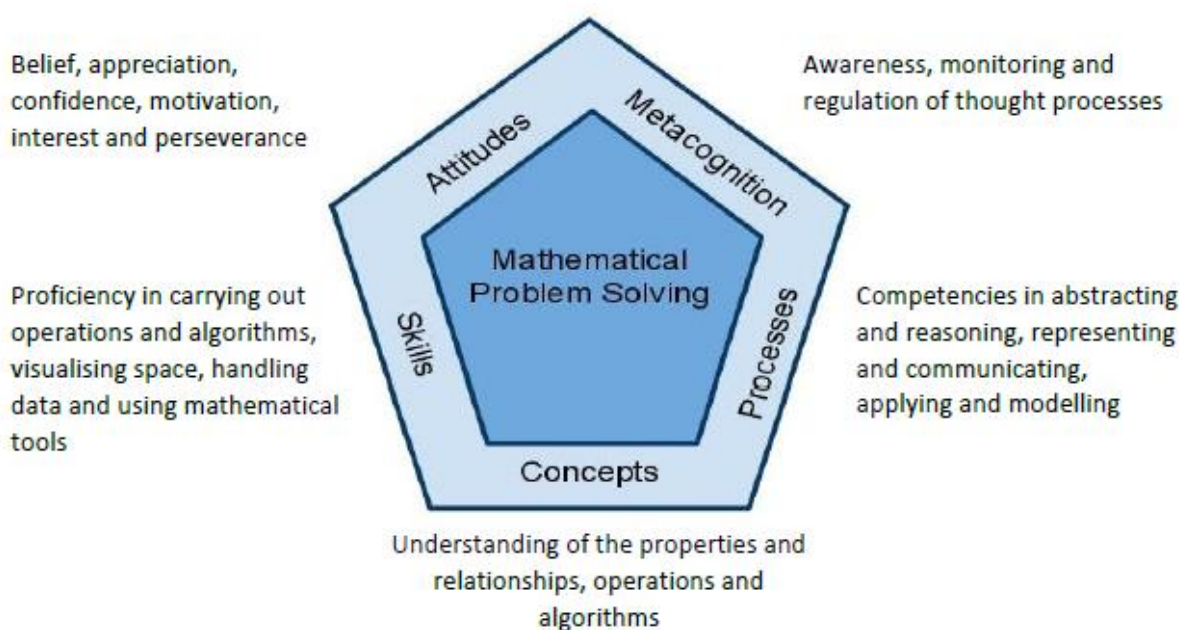 Belief, appreciation,
confidence, motivation,
interest and perseverance
Attitudes
Metacognition
Awareness, monitoring and
regulation of thought processes
Mathematical
Problem Solving
Proficiency in carrying out
operations and algorithms,
visualising space, handling
data and using mathematical
tools
Skills
Processes
Competencies in abstracting
and reasoning, representing
and communicating,
applying and modelling
Concepts
Understanding of the properties and
relationships, operations and
algorithms